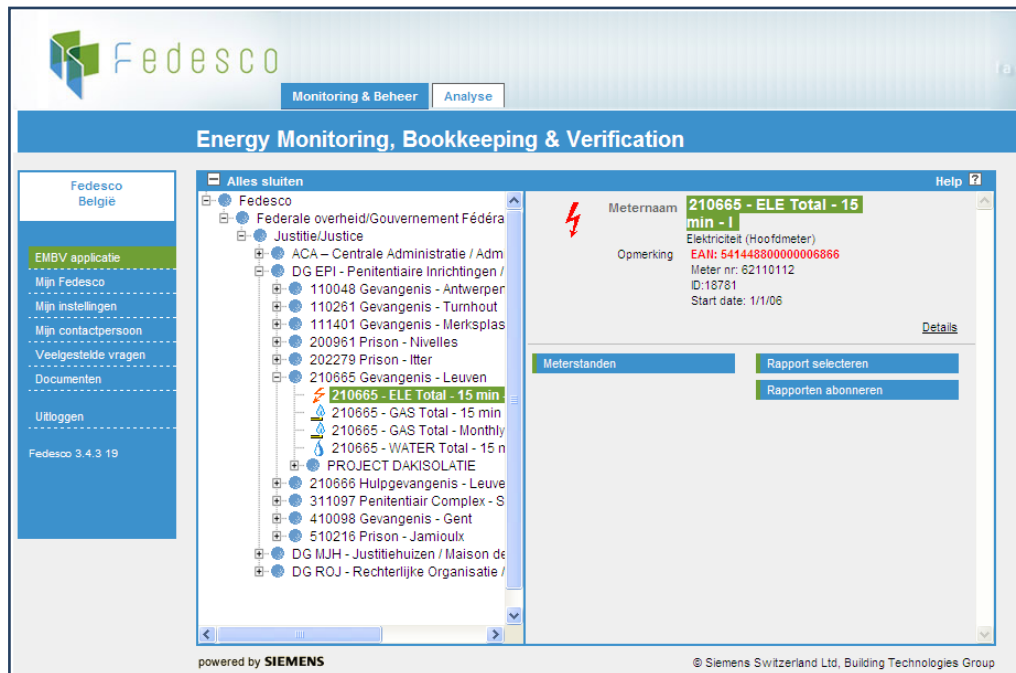 Fedesco
Monitoring & Beheer
Analyse
Energy Monitoring, Bookkeeping & Verification
Fedesco
België
EMBV applicatie
Mijn Fedesco
Mijn instellingen
Mijn contactpersoon
Veelgestelde vragen
Documenten
Uitloggen
Fedesco 3.4.3 19
Alles sluiten
Help ?
Fedesco
Federale overheid/Gouvernement Fédéra
Justitie/Justice
ACA – Centrale Administratie / Adm
DG EPI - Penitentiaire Inrichtingen /
110048 Gevangenis - Antwerpen
110261 Gevangenis - Turnhout
111401 Gevangenis - Merksplas
200961 Prison - Nivelles
202279 Prison - Itter
210665 Gevangenis - Leuven
210665 - ELE Total - 15 min -
210665 - GAS Total - 15 min
210665 - GAS Total - Monthly
210665 - WATER Total - 15 n
PROJECT DAKISOLATIE
210666 Hulpgevangenis - Leuve
311097 Penitentiair Complex - S
410098 Gevangenis - Gent
510216 Prison - Jamioulx
DG MJH - Justitiehuizen / Maison de
DG ROJ - Rechterlijke Organisatie /
Meternaam
210665 - ELE Total - 15
min - I
Elektriciteit (Hoofdmeter)
Opmerking
EAN: 541448800000006866
Meter nr: 62110112
ID:18781
Start date: 1/1/06
Details
Meterstanden
Rapport selecteren
Rapporten abonneren
powered by SIEMENS
© Siemens Switzerland Ltd, Building Technologies Group